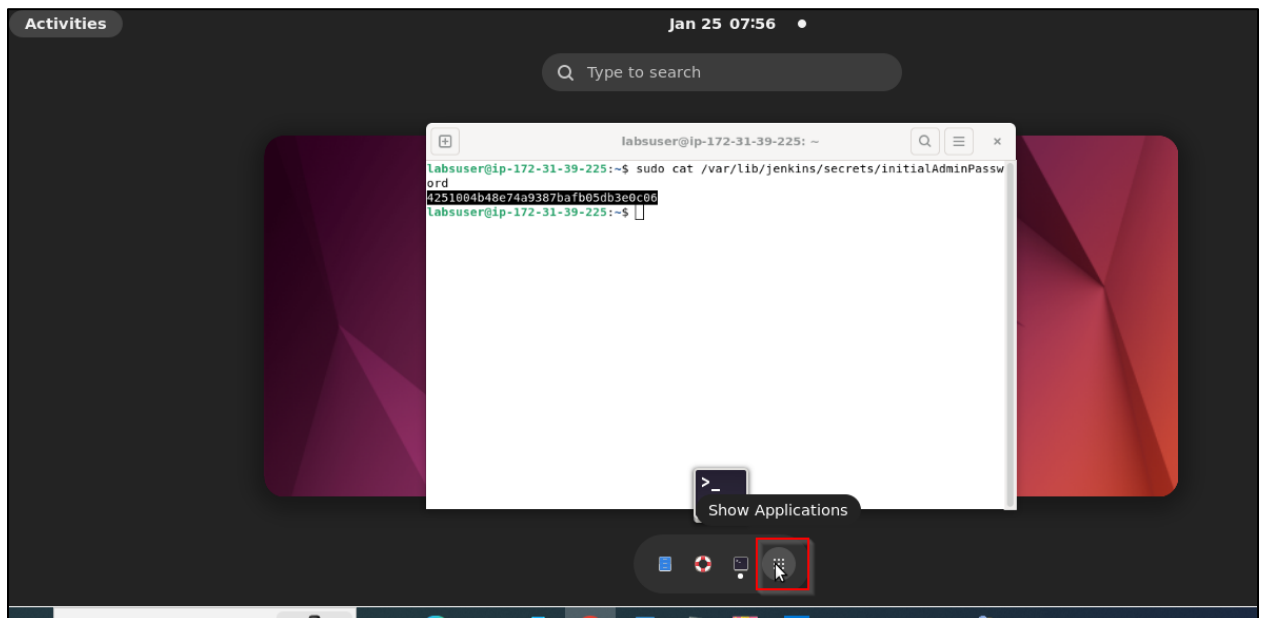 Activities
Jan 25 07:56
Type to search
labsuser@ip-172-31-39-225: ~
labsuser@ip-172-31-39-225:~$ sudo cat /var/lib/jenkins/secrets/initialAdminPassw
ord
4251004b48e74a9387bafb05db3e0c06
labsuser@ip-172-31-39-225:~$
>_
Show Applications